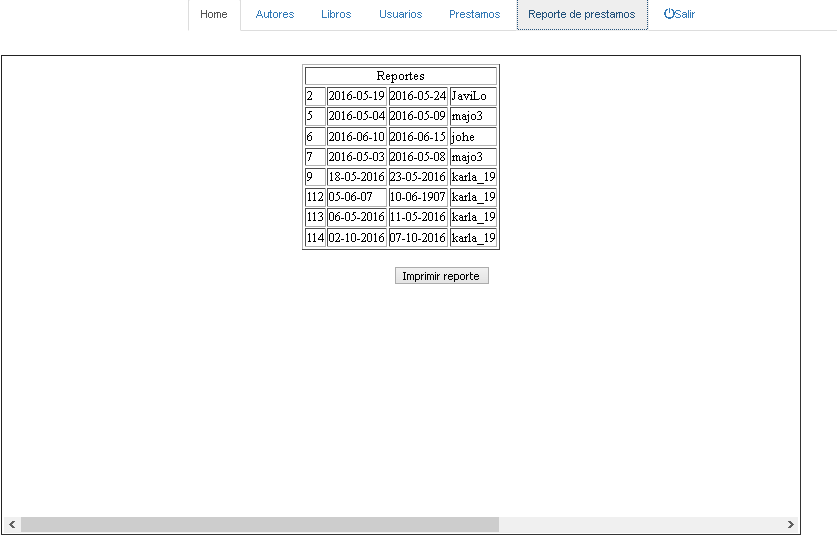 Home Autores Libros Usuarios Prestamos Reporte de prestamos Salir
Reportes
2 2016-05-19 2016-05-24 JaviLo
5 2016-05-04 2016-05-09 majo3
6 2016-06-10 2016-06-15 johe
7 2016-05-03 2016-05-08 majo3
9 18-05-2016 23-05-2016 karla_19
112 05-06-07 10-06-1907 karla_19
113 06-05-2016 11-05-2016 karla_19
114 02-10-2016 07-10-2016 karla_19
Imprimir reporte